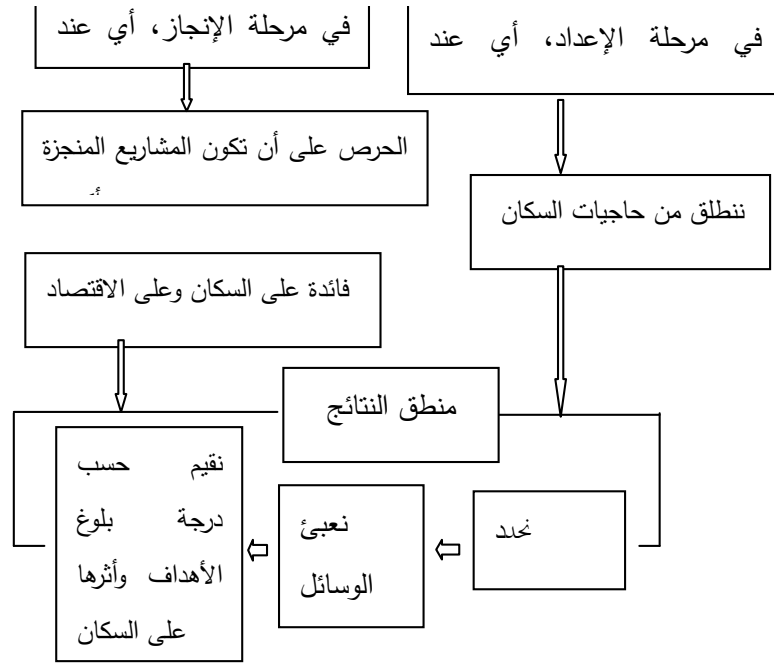 في مرحلة الإعداد، أي عند
في مرحلة الإنجاز، أي عند
ننطلق من حاجيات السكان
الحرص على أن تكون المشاريع المنجزة
فائدة على السكان وعلى الاقتصاد
منطق النتائج
نحدد
نعبئ
الوسائل
نقيم حسب
درجة بلوغ
الأهداف وأثرها
على السكان